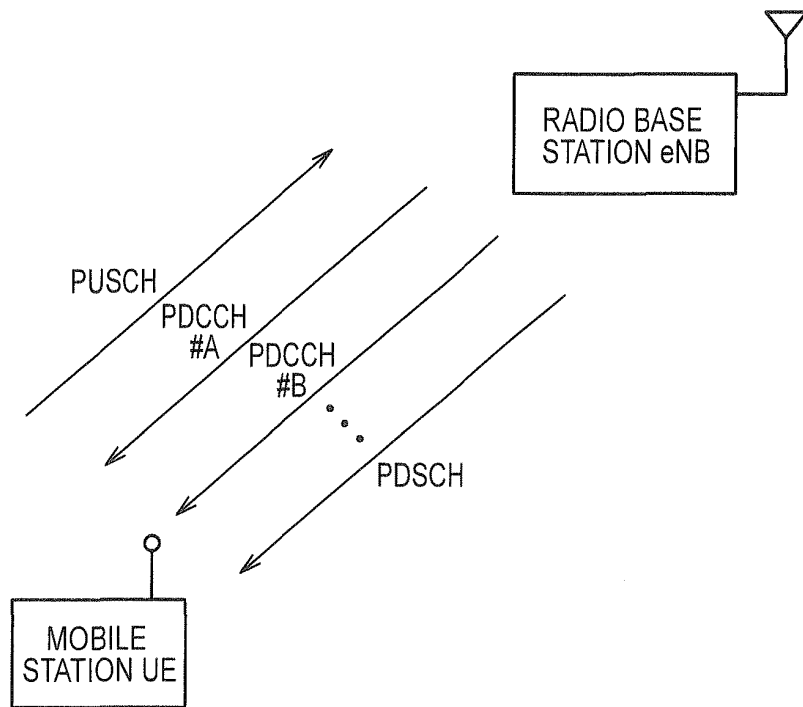 RADIO BASE
STATION eNB
PUSCH
PDCCH
#A
PDCCH
#B
PDSCH
MOBILE
STATION UE